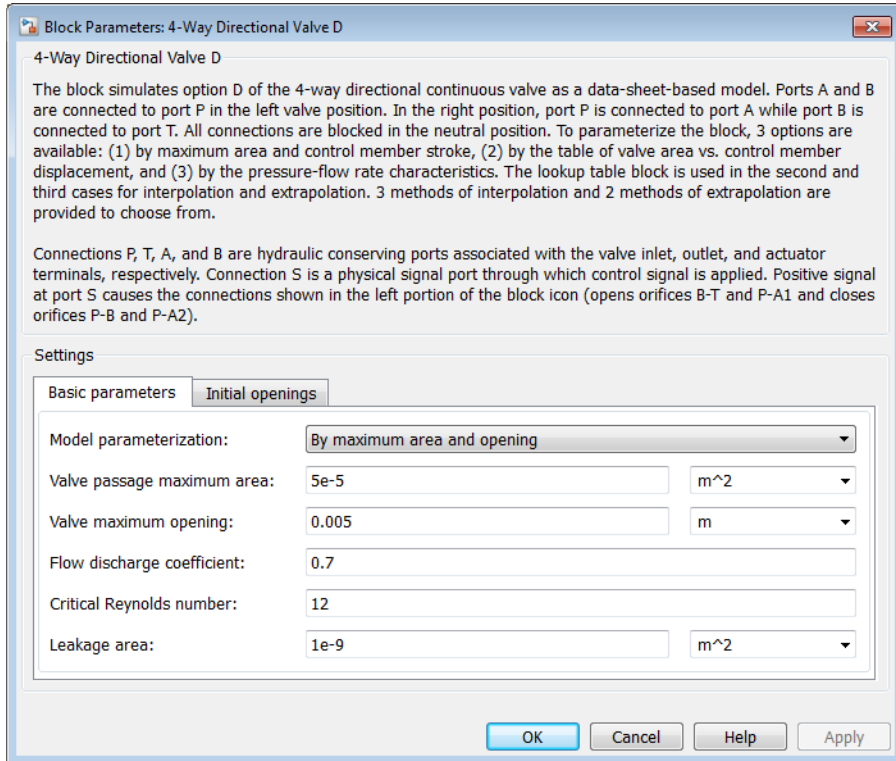 Block Parameters: 4-Way Directional Valve D
4-Way Directional Valve D
The block simulates option D of the 4-way directional continuous valve as a data-sheet-based model. Ports A and B
are connected to port P in the left valve position. In the right position, port P is connected to port A while port B is
connected to port T. All connections are blocked in the neutral position. To parameterize the block, 3 options are
available: (1) by maximum area and control member stroke, (2) by the table of valve area vs. control member
displacement, and (3) by the pressure-flow rate characteristics. The lookup table block is used in the second and
third cases for interpolation and extrapolation. 3 methods of interpolation and 2 methods of extrapolation are
provided to choose from.
Connections P, T, A, and B are hydraulic conserving ports associated with the valve inlet, outlet, and actuator
terminals, respectively. Connection S is a physical signal port through which control signal is applied. Positive signal
at port S causes the connections shown in the left portion of the block icon (opens orifices B-T and P-A1 and closes
orifices P-B and P-A2).
Settings
Basic parameters Initial openings
Model parameterization: By maximum area and opening
Valve passage maximum area: 5e-5 m^2
Valve maximum opening: 0.005 m
Flow discharge coefficient: 0.7
Critical Reynolds number: 12
Leakage area: 1e-9 m^2
OK Cancel Help Apply